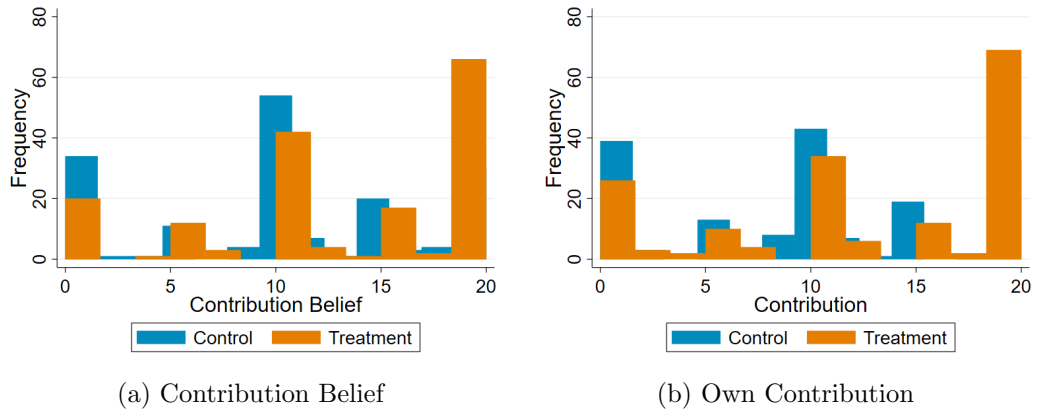 80
60
40
20
0
Frequency
0 5 10 15 20
Contribution Belief
Control Treatment
(a) Contribution Belief
80
60
40
20
0
Frequency
0 5 10 15 20
Contribution
Control Treatment
(b) Own Contribution